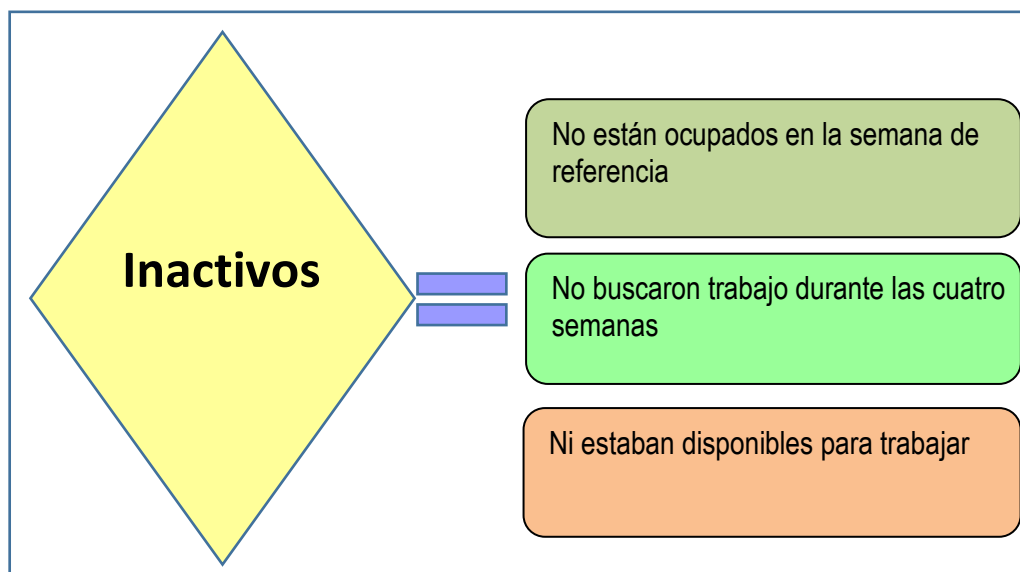 Inactivos
No están ocupados en la semana de
referencia
No buscaron trabajo durante las cuatro
semanas
Ni estaban disponibles para trabajar